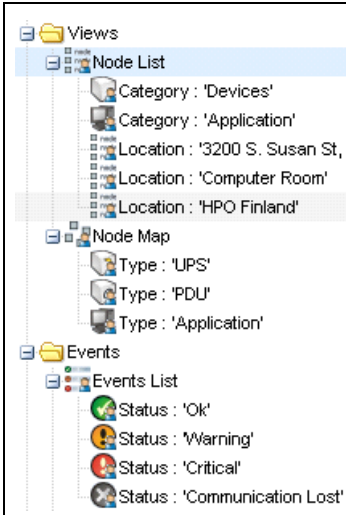 Views
Node List
Category : 'Devices'
Category : 'Application'
Location : '3200 S. Susan St,
Location : 'Computer Room'
Location : 'HPO Finland'
Node Map
Type : 'UPS'
Type : 'PDU'
Type : 'Application'
Events
Events List
Status : 'Ok'
Status : 'Warning'
Status : 'Critical'
Status : 'Communication Lost'